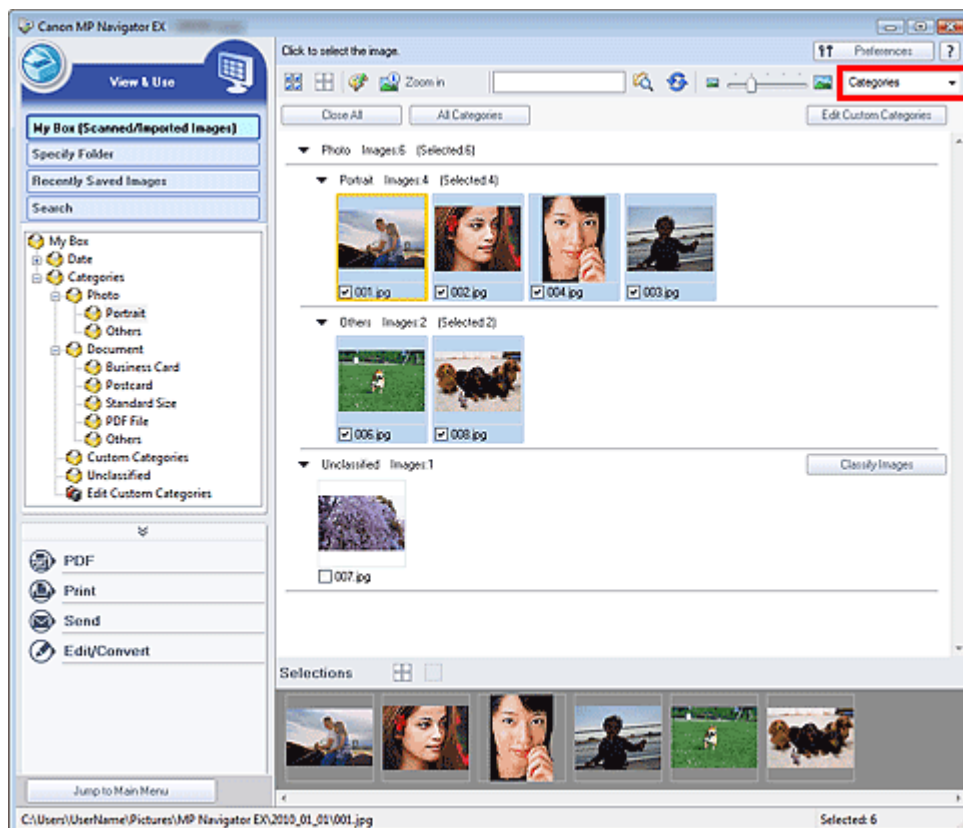 Canon MP Navigator EX
View & Use
My Box (Scanned/Imported Images)
Specify Folder
Recently Saved Images
Search
My Box
Date
Categories
Photo
Portrait
Others
Document
Business Card
Postcard
Standard Size
PDF File
Others
Custom Categories
Unclassified
Edit Custom Categories
PDF
Print
Send
Edit/Convert
Jump to Main Menu
Click to select the image.
Preferences ?
Zoom in
Categories
Close All All Categories Edit Custom Categories
Photo Images:6 (Selected:6)
Portrait Images:4 (Selected:4)
001.jpg 002.jpg 004.jpg 003.jpg
Others Images:2 (Selected:2)
006.jpg 008.jpg
Unclassified Images:1 Classify Images
007.jpg
Selections
C:\Users\UserName\Pictures\MP Navigator EX\2010_01_01\001.jpg Selected: 6